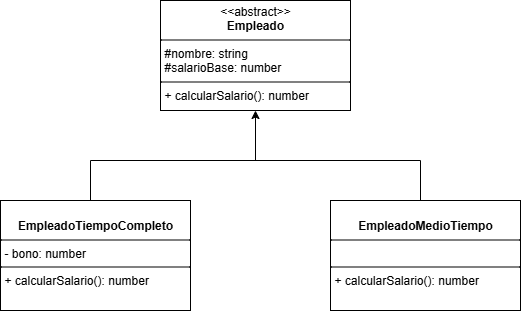 <<abstract>>
Empleado
#nombre: string
#salarioBase: number
+ calcularSalario(): number
EmpleadoTiempoCompleto
- bono: number
+ calcularSalario(): number
EmpleadoMedioTiempo
+ calcularSalario(): number